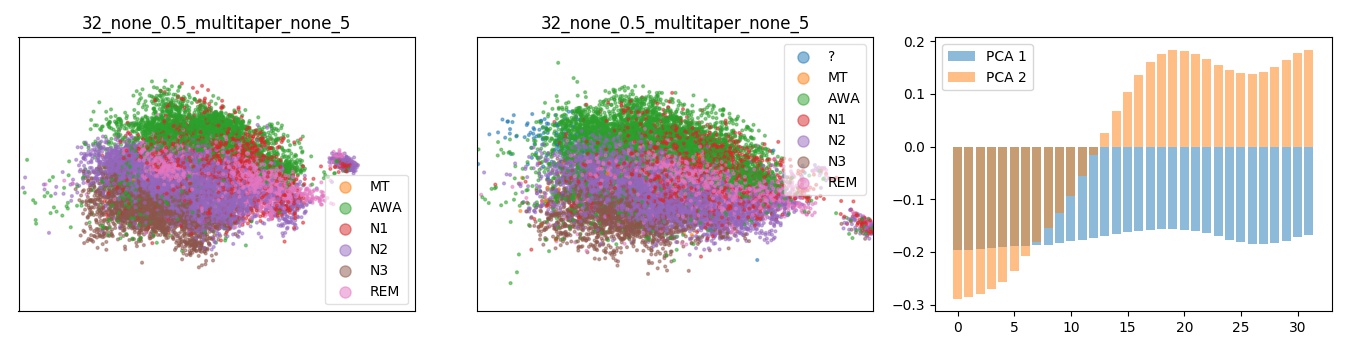 32_none_0.5_multitaper_none_5
MT
AWA
N1
N2
N3
REM
32_none_0.5_multitaper_none_5
?
MT
AWA
N1
N2
N3
REM
PCA 1
PCA 2
0.2
0.1
0.0
−0.1
−0.2
−0.3
0 5 10 15 20 25 30